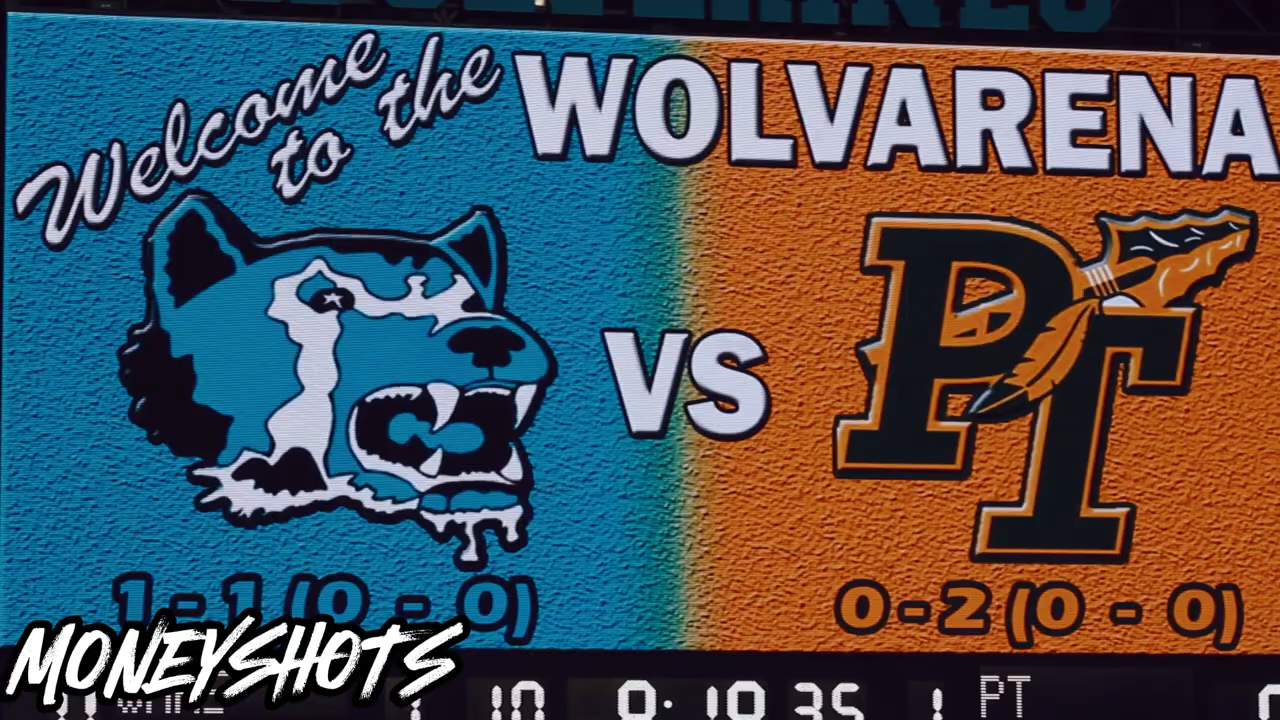 Welcome
to the WOLVARENA
VS
PT
1 - 1 (0 - 0)
0 - 2 (0 - 0)
MONEYSHOTS
PT